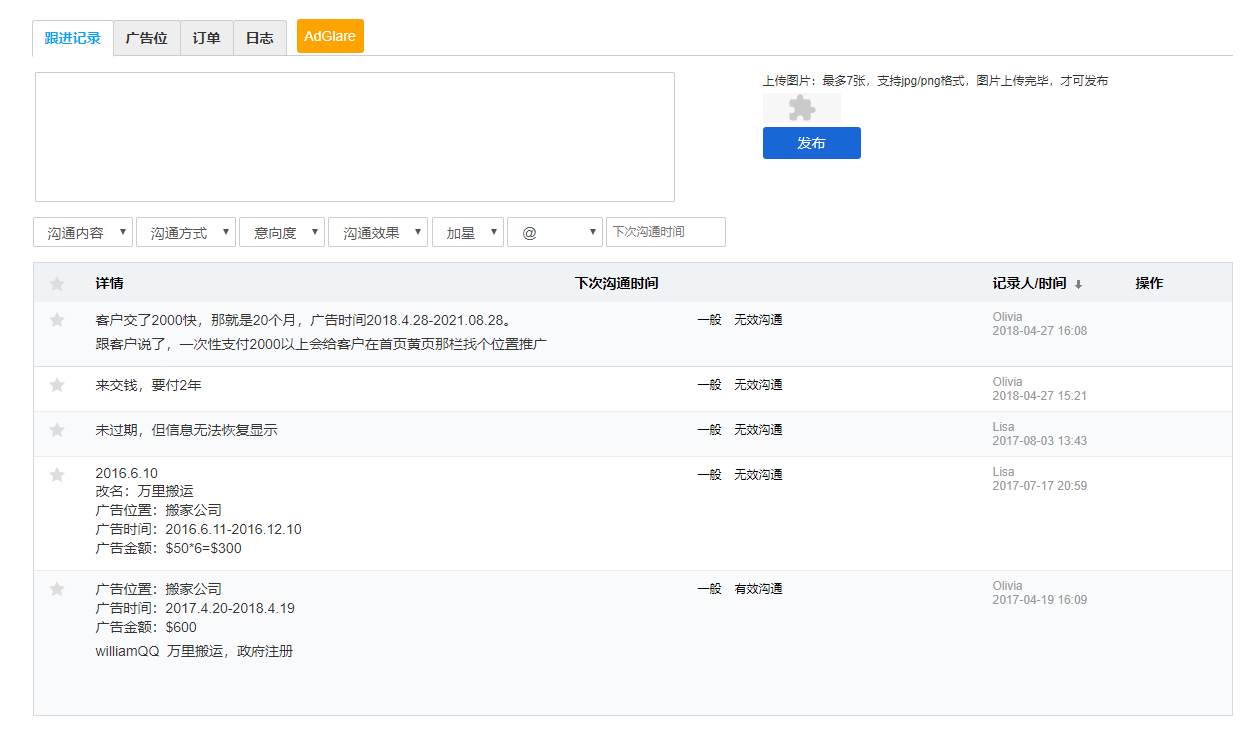 跟进记录 广告位 订单 日志 AdGlare
上传图片：最多7张，支持jpg/png格式，图片上传完毕，才可发布
发布
沟通内容 沟通方式 意向度 沟通效果 加星 @ 下次沟通时间
详情 下次沟通时间 记录人/时间 操作
客户交了2000快，那就是20个月，广告时间2018.4.28-2021.08.28。 一般 无效沟通 Olivia
2018-04-27 16:08
跟客户说了，一次性支付2000以上会给客户在首页黄页那栏找个位置推广
来交钱，要付2年 一般 无效沟通 Olivia
2018-04-27 15:21
未过期，但信息无法恢复显示 一般 无效沟通 Lisa
2017-08-03 13:43
2016.6.10 一般 无效沟通 Lisa
改名：万里搬运 2017-07-17 20:59
广告位置：搬家公司
广告时间：2016.6.11-2016.12.10
广告金额：$50*6=$300
广告位置：搬家公司 一般 有效沟通 Olivia
广告时间：2017.4.20-2018.4.19 2017-04-19 16:09
广告金额：$600
williamQQ 万里搬运，政府注册